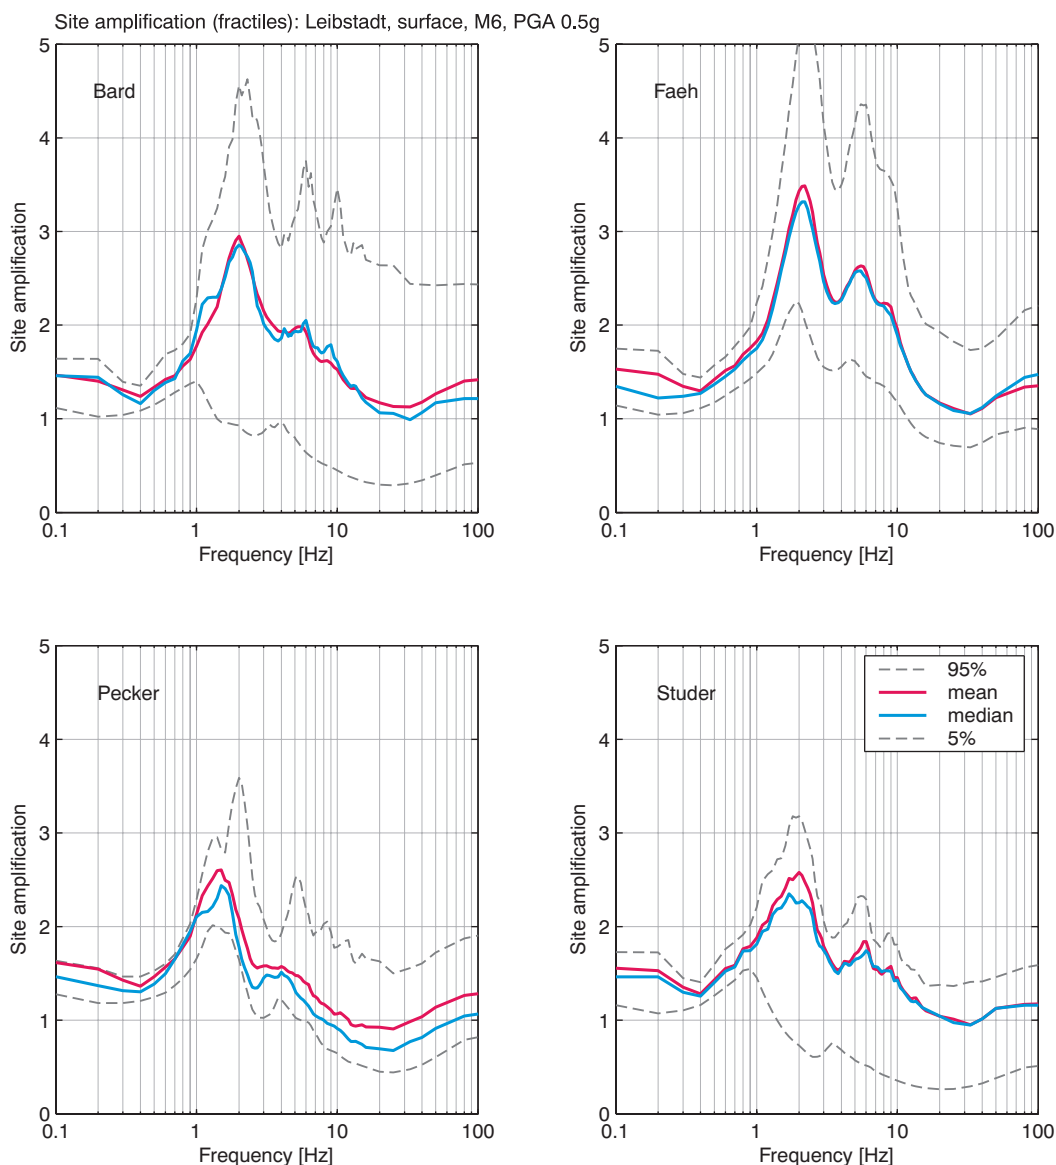 Site amplification (fractiles): Leibstadt, surface, M6, PGA 0.5g
Bard
Site amplification
5
4
3
2
1
0
0.1 1 10 100
Frequency [Hz]
Faeh
Site amplification
5
4
3
2
1
0
0.1 1 10 100
Frequency [Hz]
Pecker
Site amplification
5
4
3
2
1
0
0.1 1 10 100
Frequency [Hz]
Studer
95%
mean
median
5%
Site amplification
5
4
3
2
1
0
0.1 1 10 100
Frequency [Hz]